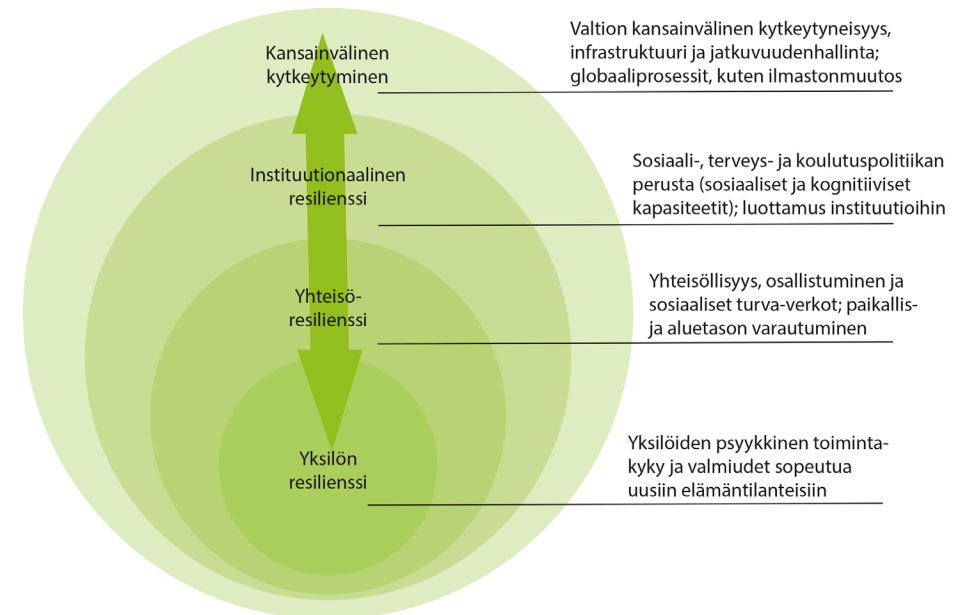 Kansainvälinen
kytkeytyminen
Valtion kansainvälinen kytkeytyneisyys,
infrastruktuuri ja jatkuvuudenhallinta;
globaaliprosessit, kuten ilmastonmuutos
Instituutionaalinen
resilienssi
Sosiaali-, terveys- ja koulutuspolitiikan
perusta (sosiaaliset ja kognitiiviset
kapasiteetit); luottamus instituutioihin
Yhteisö-
resilienssi
Yhteisöllisyys, osallistuminen ja
sosiaaliset turva-verkot; paikallis-
ja aluetason varautuminen
Yksilön
resilienssi
Yksilöiden psyykkinen toiminta-
kyky ja valmiudet sopeutua
uusiin elämäntilanteisiin